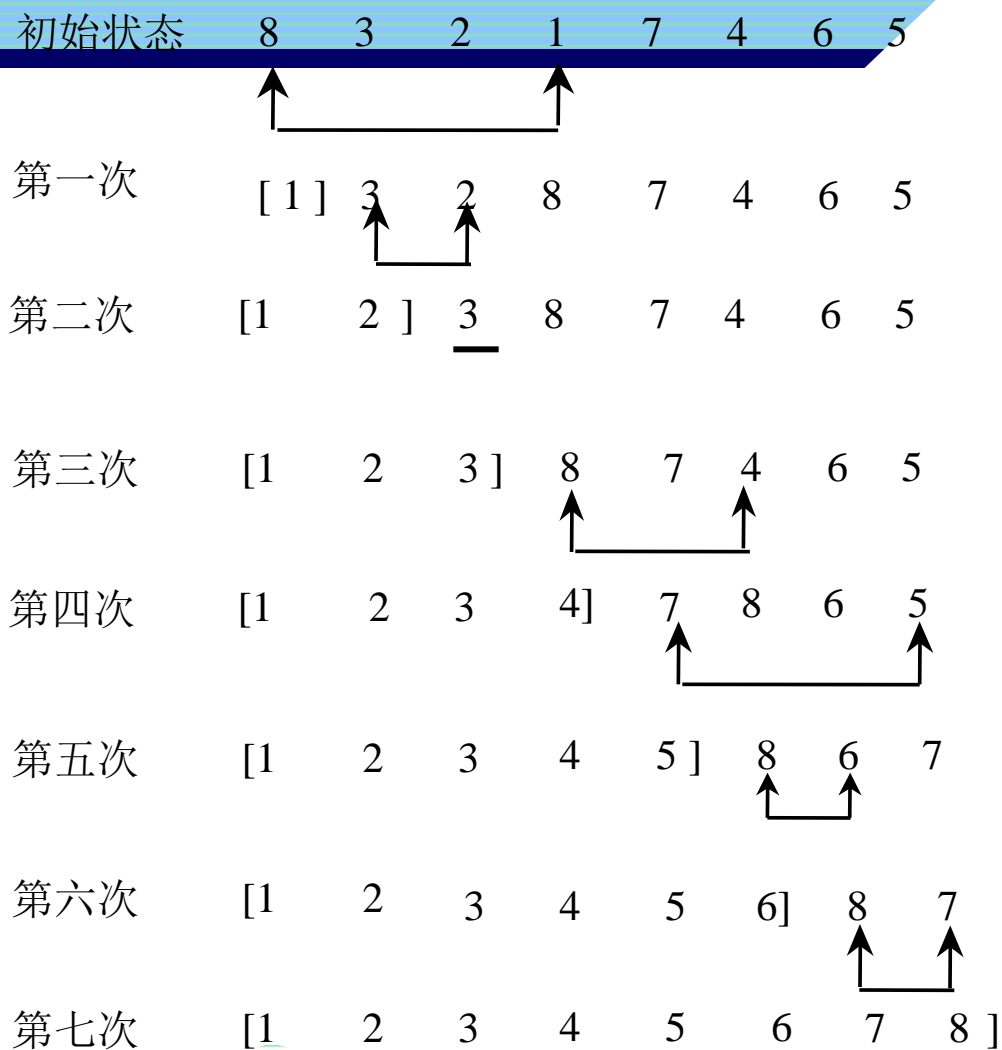 初始状态 8 3 2 1 7 4 6 5
第一次 [ 1 ] 3 2 8 7 4 6 5
第二次 [1 2 ] 3 8 7 4 6 5
第三次 [1 2 3 ] 8 7 4 6 5
第四次 [1 2 3 4] 7 8 6 5
第五次 [1 2 3 4 5 ] 8 6 7
第六次 [1 2 3 4 5 6] 8 7
第七次 [1 2 3 4 5 6 7 8 ]